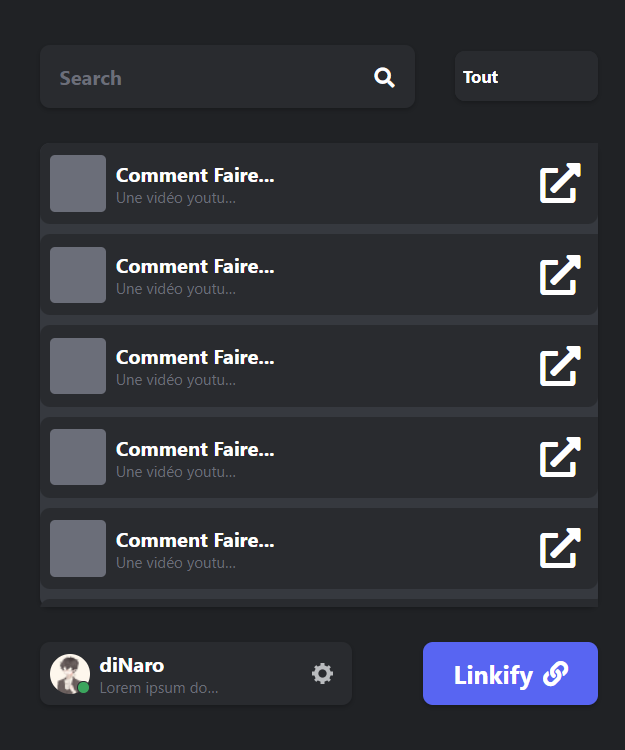 Search
Tout
Comment Faire...
Une vidéo youtu...
Comment Faire...
Une vidéo youtu...
Comment Faire...
Une vidéo youtu...
Comment Faire...
Une vidéo youtu...
Comment Faire...
Une vidéo youtu...
diNaro
Lorem ipsum do...
Linkify